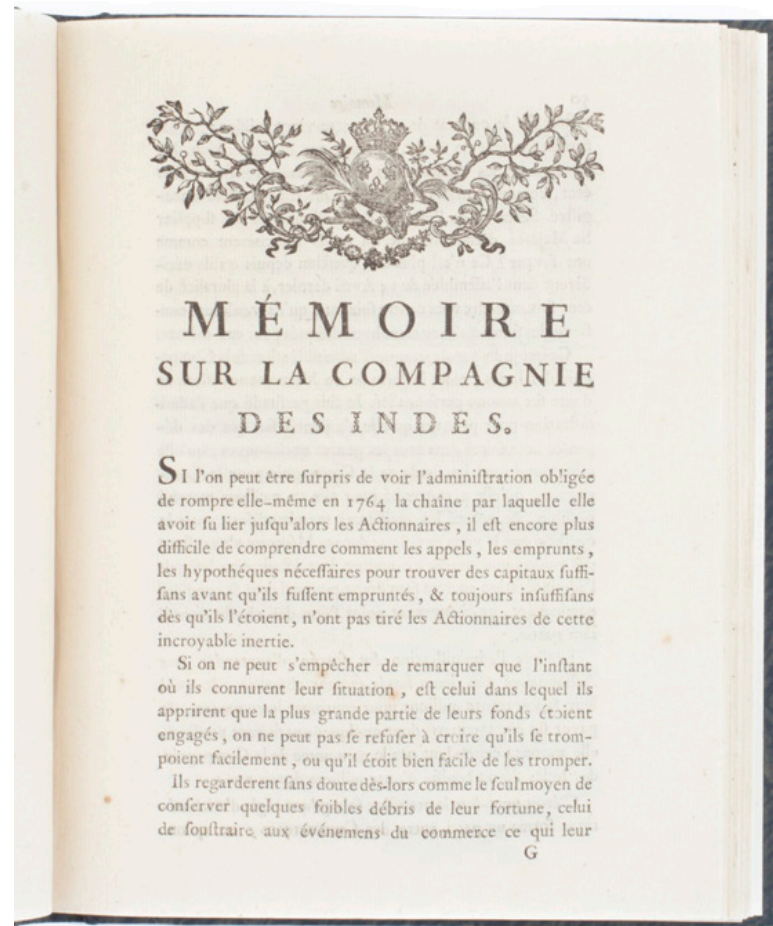 MÉMOIRE
SUR LA COMPAGNIE
DES INDES.
SI l'on peut être ſurpris de voir l'adminiſtration obligée
de rompre elle-même en 1764 la chaîne par laquelle elle
avoit ſu lier juſqu'alors les Actionnaires, il eſt encore plus
difficile de comprendre comment les appels, les emprunts,
les hypothéques néceſſaires pour trouver des capitaux ſuffi-
ſans avant qu'ils fuſſent empruntés, & toujours inſuffiſans
dès qu'ils l'étoient, n'ont pas tiré les Actionnaires de cette
incroyable inertie.
Si on ne peut s'empêcher de remarquer que l'inſtant
où ils connurent leur ſituation, eſt celui dans lequel ils
apprirent que la plus grande partie de leurs fonds étoient
engagés, on ne peut pas ſe refuſer à croire qu'ils ſe trom-
poient facilement, ou qu'il étoit bien facile de les tromper.
Ils regarderent ſans doute dès-lors comme le ſeul moyen de
conſerver quelques foibles débris de leur fortune, celui
de ſouſtraire aux événemens du commerce ce qui leur
G